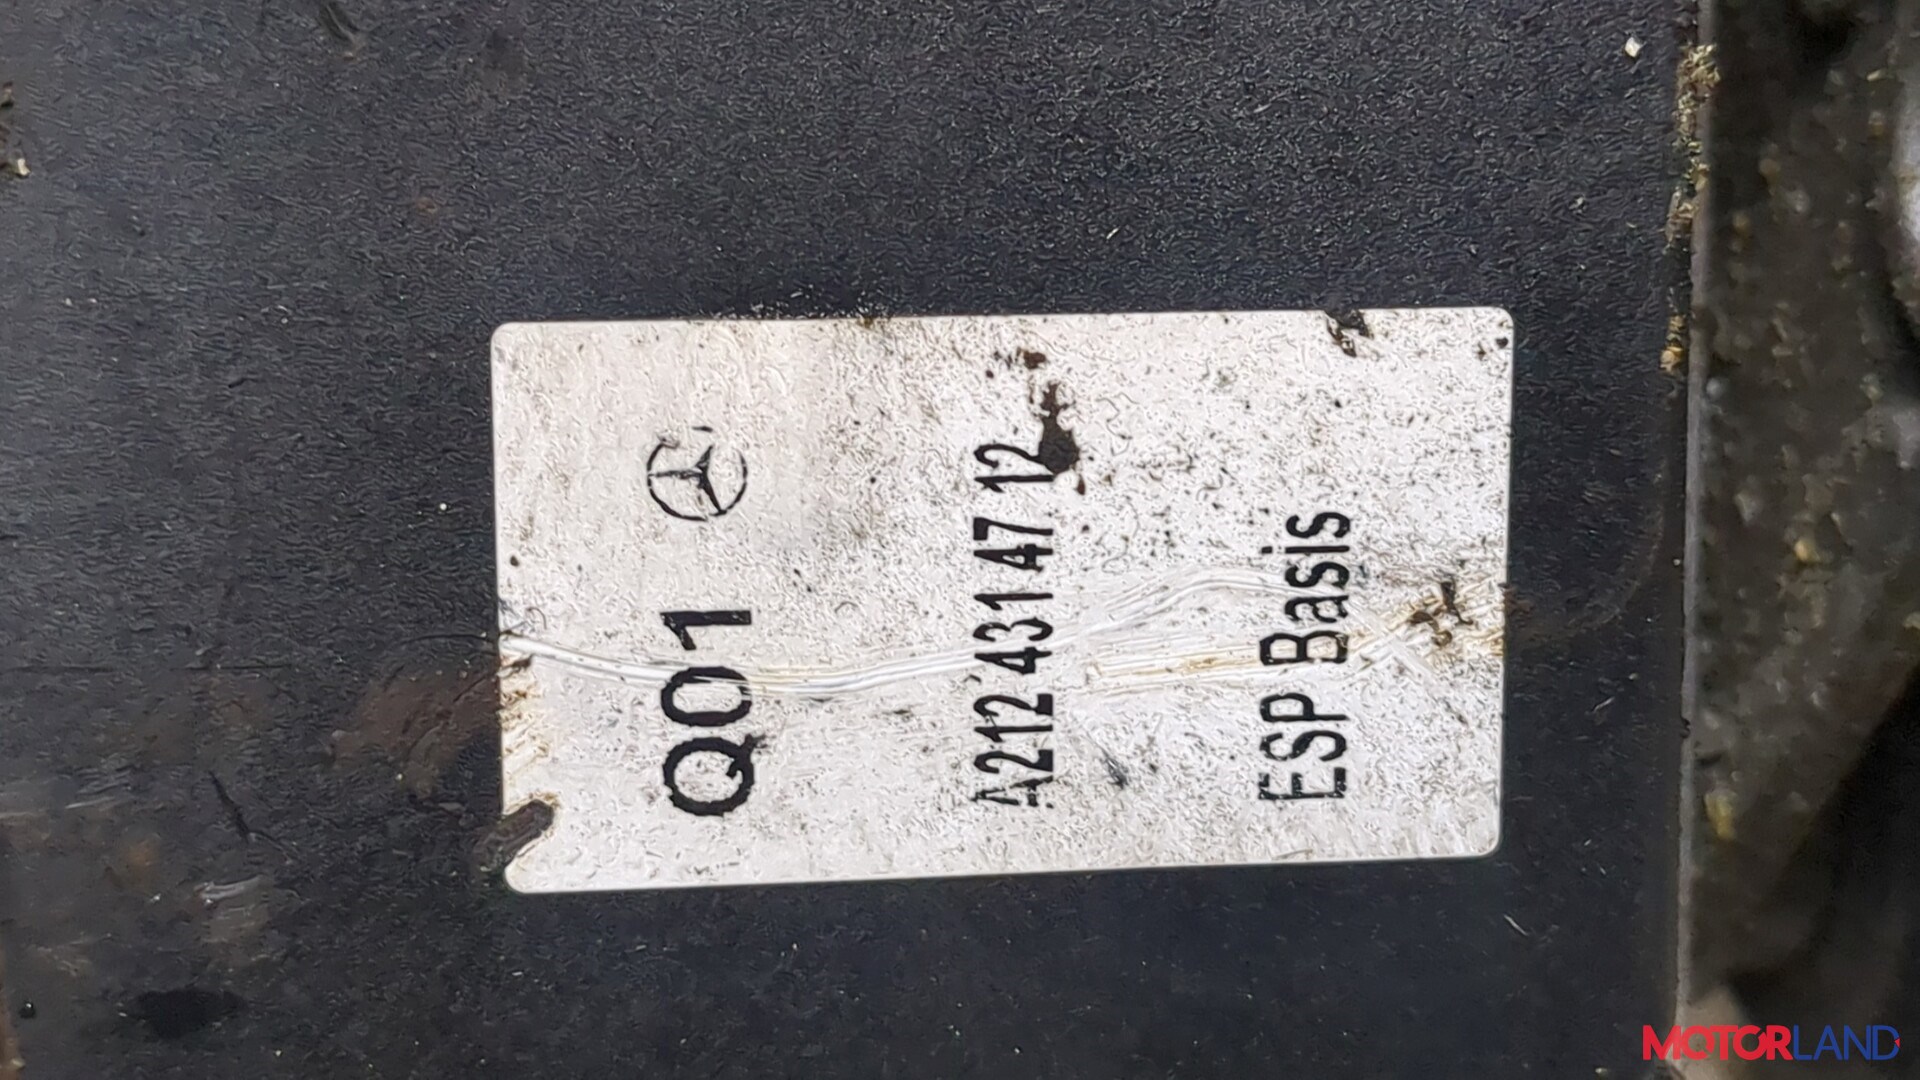 Q01
A212 431 47 12
ESP Basis
MOTORLAND